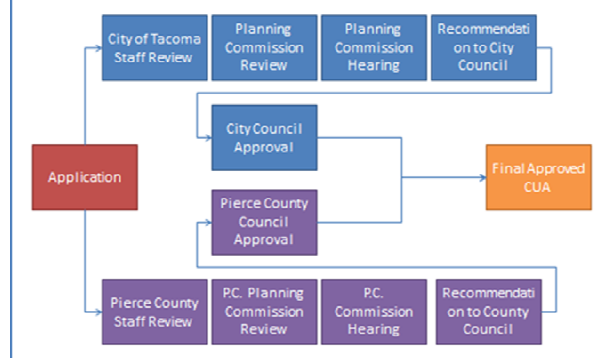 City of Tacoma
Staff Review
Planning
Commission
Review
Planning
Commission
Hearing
Recommendati
on to City
Council
City Council
Approval
Application
Final Approved
CUA
Pierce County
Council
Approval
Pierce County
Staff Review
P.C. Planning
Commission
Review
P.C.
Commission
Hearing
Recommendati
on to County
Council